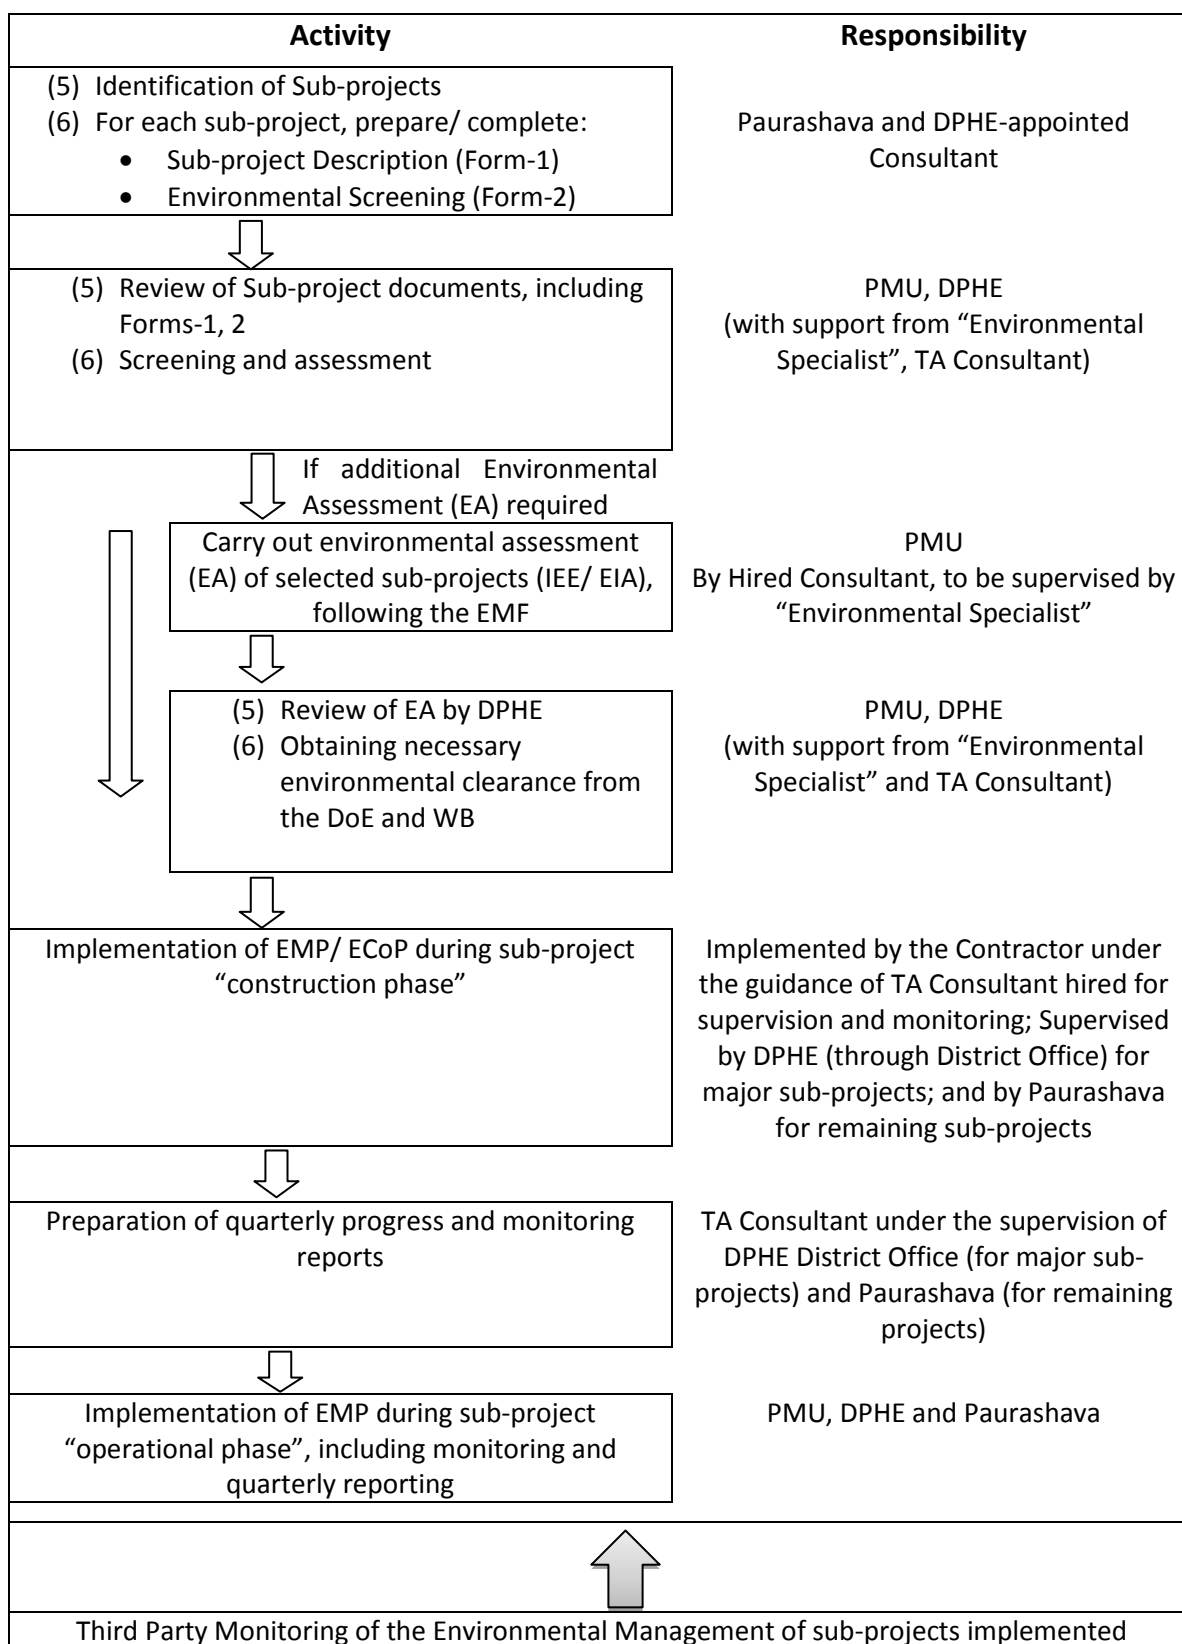 Activity
Responsibility
(5) Identification of Sub-projects
(6) For each sub-project, prepare/ complete:
• Sub-project Description (Form-1)
• Environmental Screening (Form-2)
Paurashava and DPHE-appointed
Consultant
(5) Review of Sub-project documents, including
Forms-1, 2
(6) Screening and assessment
PMU, DPHE
(with support from “Environmental
Specialist”, TA Consultant)
If additional Environmental
Assessment (EA) required
Carry out environmental assessment
(EA) of selected sub-projects (IEE/ EIA),
following the EMF
PMU
By Hired Consultant, to be supervised by
“Environmental Specialist”
(5) Review of EA by DPHE
(6) Obtaining necessary
environmental clearance from
the DoE and WB
PMU, DPHE
(with support from “Environmental
Specialist” and TA Consultant)
Implementation of EMP/ ECoP during sub-project
“construction phase”
Implemented by the Contractor under
the guidance of TA Consultant hired for
supervision and monitoring; Supervised
by DPHE (through District Office) for
major sub-projects; and by Paurashava
for remaining sub-projects
Preparation of quarterly progress and monitoring
reports
TA Consultant under the supervision of
DPHE District Office (for major sub-
projects) and Paurashava (for remaining
projects)
Implementation of EMP during sub-project
“operational phase”, including monitoring and
quarterly reporting
PMU, DPHE and Paurashava
Third Party Monitoring of the Environmental Management of sub-projects implemented